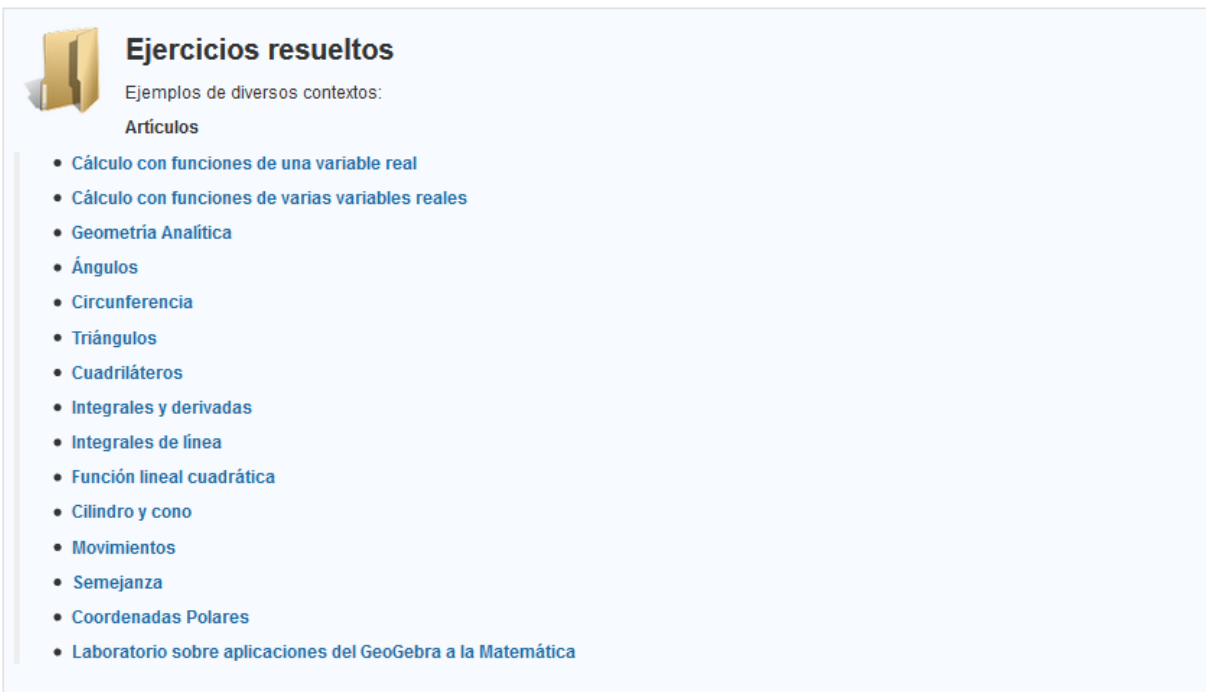 Ejercicios resueltos
Ejemplos de diversos contextos:
Artículos
Cálculo con funciones de una variable real
Cálculo con funciones de varias variables reales
Geometría Analítica
Ángulos
Circunferencia
Triángulos
Cuadriláteros
Integrales y derivadas
Integrales de línea
Función lineal cuadrática
Cilindro y cono
Movimientos
Semejanza
Coordenadas Polares
Laboratorio sobre aplicaciones del GeoGebra a la Matemática